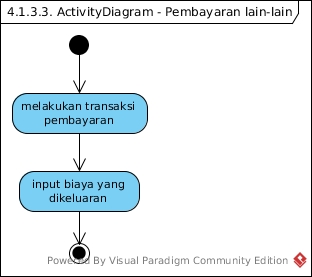 4.1.3.3. ActivityDiagram - Pembayaran lain-lain
melakukan transaksi
pembayaran
input biaya yang
dikeluaran
Powered By Visual Paradigm Community Edition